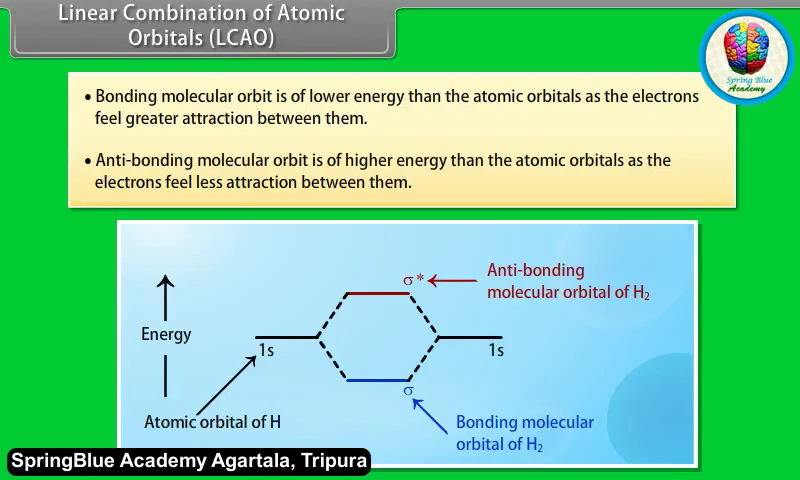 Linear Combination of Atomic
Orbitals (LCAO)
Spring Blue
Academy
• Bonding molecular orbit is of lower energy than the atomic orbitals as the electrons
feel greater attraction between them.
• Anti-bonding molecular orbit is of higher energy than the atomic orbitals as the
electrons feel less attraction between them.
σ*
Anti-bonding
molecular orbital of H₂
Energy
1s
1s
σ
Atomic orbital of H
Bonding molecular
orbital of H₂
SpringBlue Academy Agartala, Tripura